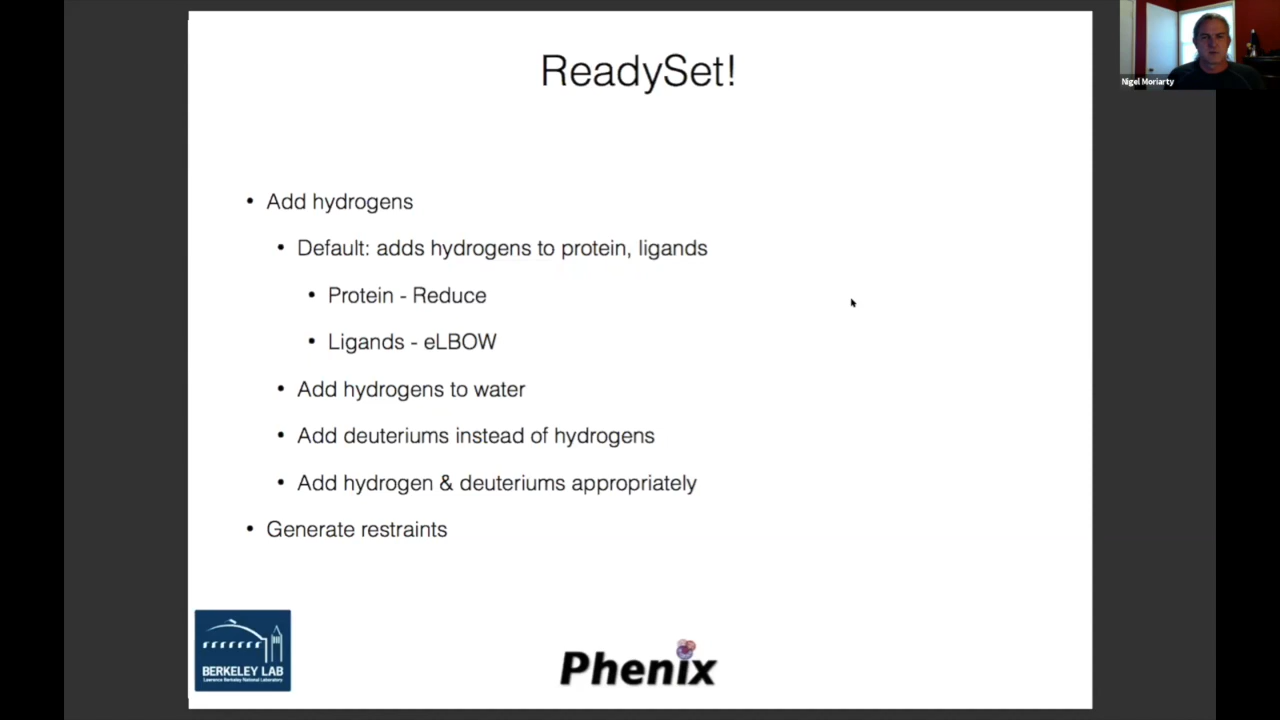 ReadySet!
Nigel Moriarty
• Add hydrogens
• Default: adds hydrogens to protein, ligands
• Protein - Reduce
• Ligands - eLBOW
• Add hydrogens to water
• Add deuteriums instead of hydrogens
• Add hydrogen & deuteriums appropriately
• Generate restraints
BERKELEY LAB
Lawrence Berkeley National Laboratory
Phenix